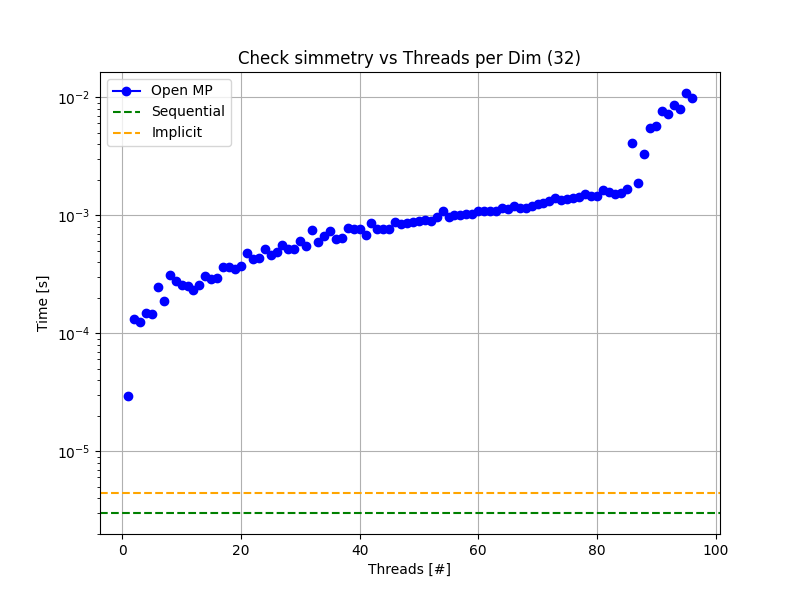 Check simmetry vs Threads per Dim (32)
Open MP
Sequential
Implicit
10⁻²
10⁻³
10⁻⁴
10⁻⁵
Time [s]
0 20 40 60 80 100
Threads [#]